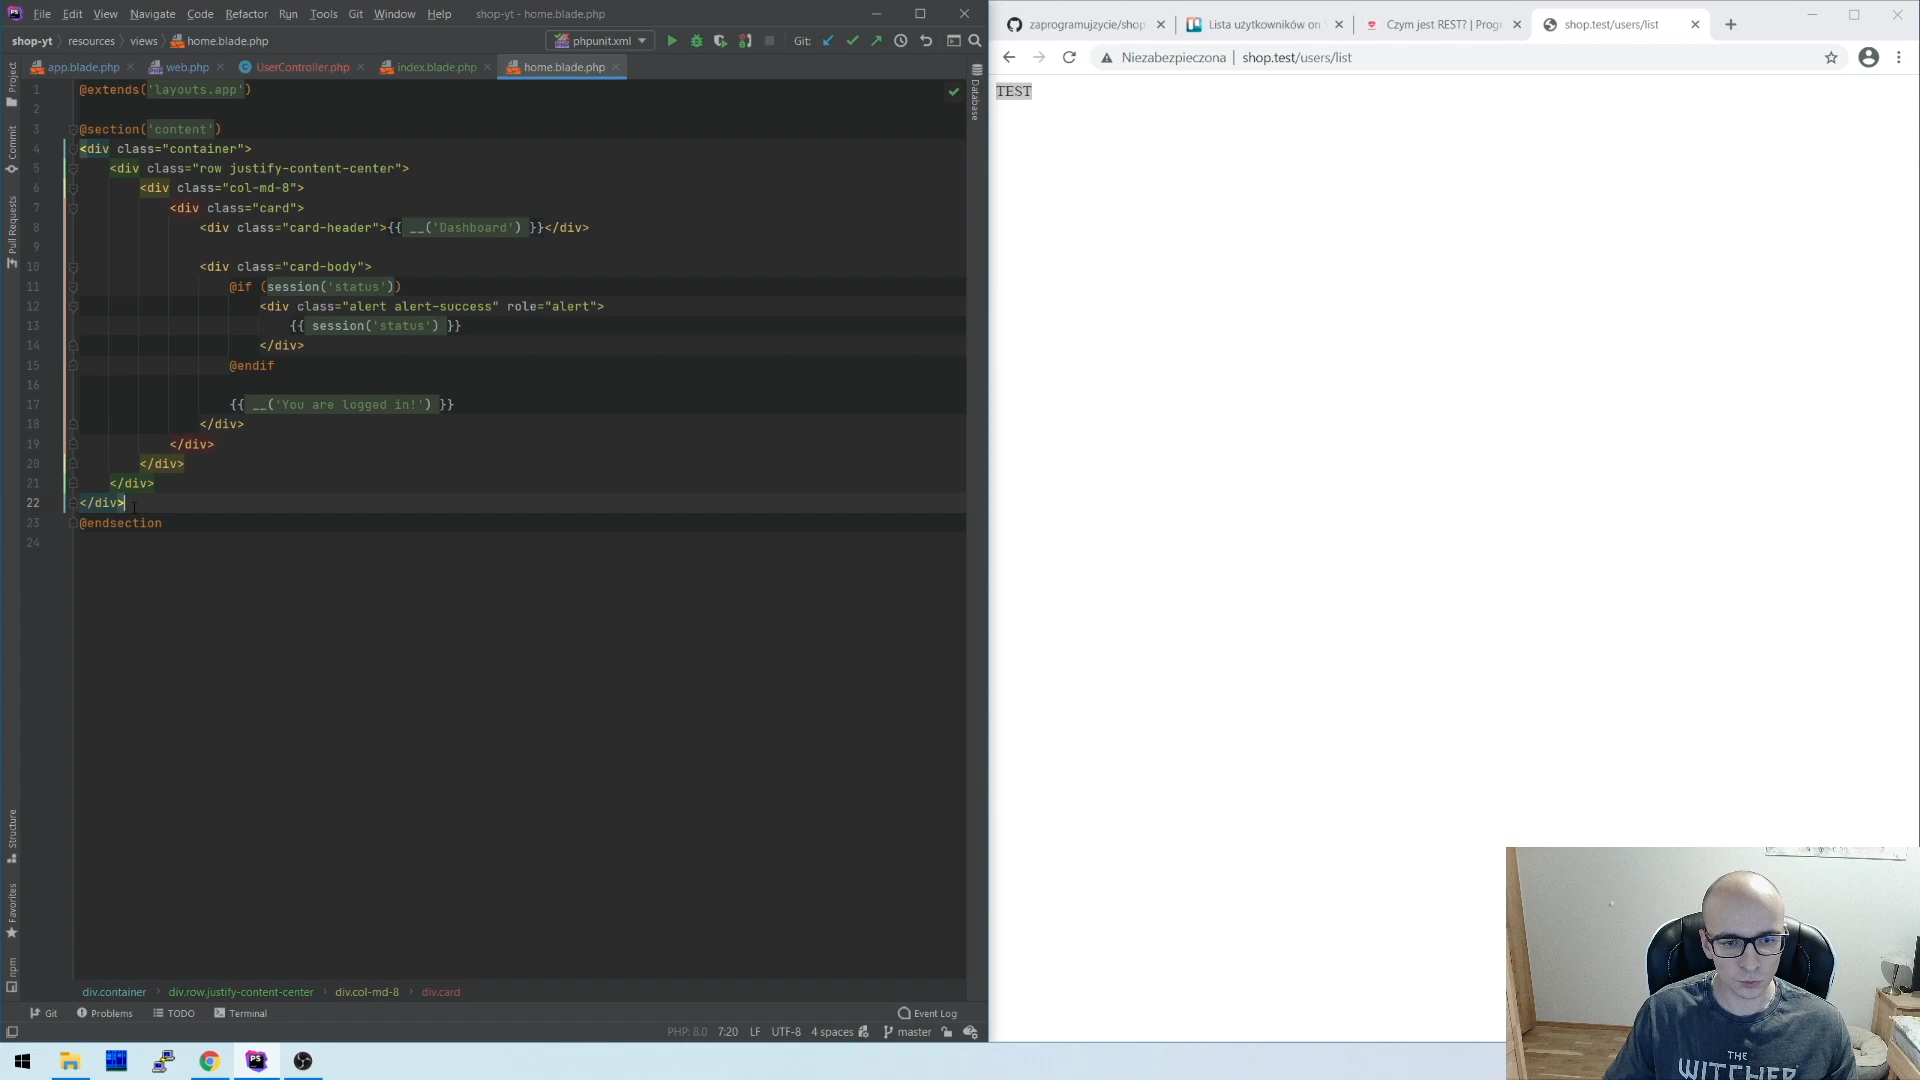 File Edit View Navigate Code Refactor Run Tools Git Window Help shop-yt - home.blade.php
shop-yt resources views home.blade.php phpunit.xml Git:
app.blade.php web.php UserController.php index.blade.php home.blade.php
1 @extends('layouts.app')
2
3 @section('content')
4 <div class="container">
5 <div class="row justify-content-center">
6 <div class="col-md-8">
7 <div class="card">
8 <div class="card-header">{{ __('Dashboard') }}</div>
9
10 <div class="card-body">
11 @if (session('status'))
12 <div class="alert alert-success" role="alert">
13 {{ session('status') }}
14 </div>
15 @endif
16
17 {{ __('You are logged in!') }}
18 </div>
19 </div>
20 </div>
21 </div>
22 </div>
23 @endsection
24
Project
Commit
Pull Requests
Structure
Favorites
npm
Database
div.container div.row.justify-content-center div.col-md-8 div.card
Git Problems TODO Terminal Event Log
PHP: 8.0 7:20 LF UTF-8 4 spaces master
PS
zaprogramujzycie/shop Lista użytkowników on Czym jest REST? | Prog shop.test/users/list
Niezabezpieczona shop.test/users/list
TEST
THE
WITCHER